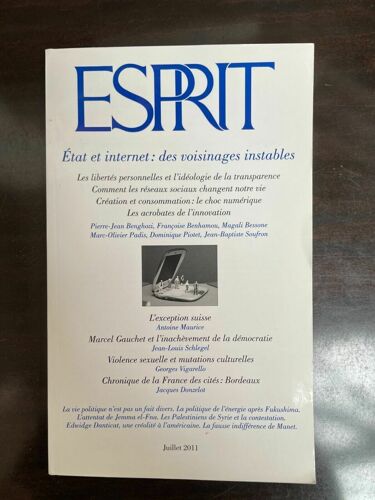 ESPRIT
État et internet : des voisinages instables
Les libertés personnelles et l'idéologie de la transparence
Comment les réseaux sociaux changent notre vie
Création et consommation : le choc numérique
Les acrobates de l'innovation
Pierre-Jean Benghozi, Françoise Benhamou, Magali Bessone
Marc-Olivier Padis, Dominique Piotet, Jean-Baptiste Soufron
L'exception suisse
Antoine Maurice
Marcel Gauchet et l'inachèvement de la démocratie
Jean-Louis Schlegel
Violence sexuelle et mutations culturelles
Georges Vigarello
Chronique de la France des cités : Bordeaux
Jacques Donzelot
La vie politique n'est pas un fait divers. La politique de l'énergie après Fukushima.
L'attentat de Jemma el-Fna. Les Palestiniens de Syrie et la contestation.
Edwidge Danticat, une créolité à l'américaine. La fausse indifférence de Manet.
Juillet 2011